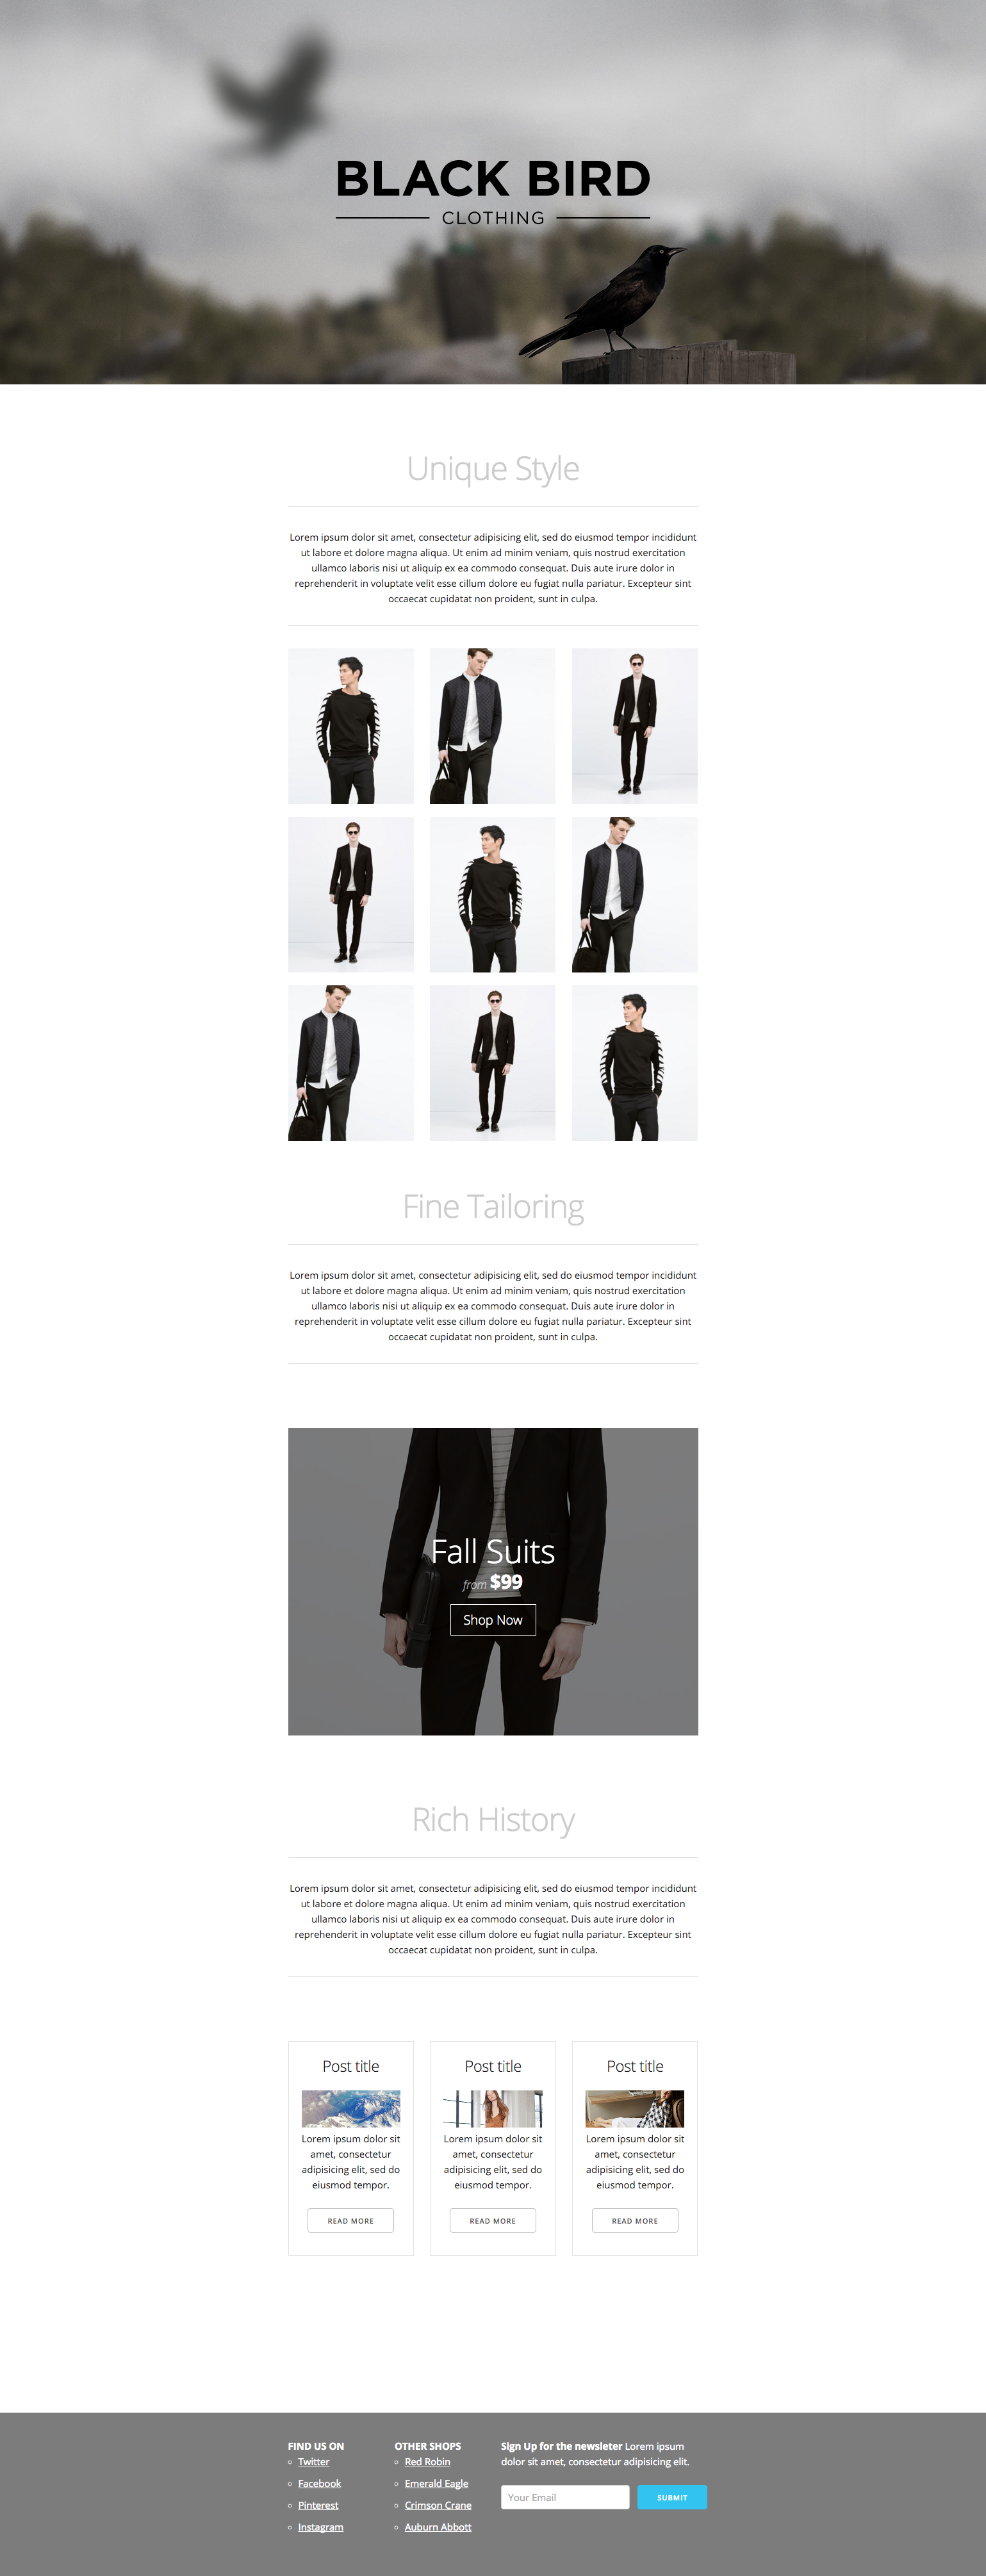 BLACK BIRD
CLOTHING
Unique Style
Lorem ipsum dolor sit amet, consectetur adipisicing elit, sed do eiusmod tempor incididunt
ut labore et dolore magna aliqua. Ut enim ad minim veniam, quis nostrud exercitation
ullamco laboris nisi ut aliquip ex ea commodo consequat. Duis aute irure dolor in
reprehenderit in voluptate velit esse cillum dolore eu fugiat nulla pariatur. Excepteur sint
occaecat cupidatat non proident, sunt in culpa.
Fine Tailoring
Lorem ipsum dolor sit amet, consectetur adipisicing elit, sed do eiusmod tempor incididunt
ut labore et dolore magna aliqua. Ut enim ad minim veniam, quis nostrud exercitation
ullamco laboris nisi ut aliquip ex ea commodo consequat. Duis aute irure dolor in
reprehenderit in voluptate velit esse cillum dolore eu fugiat nulla pariatur. Excepteur sint
occaecat cupidatat non proident, sunt in culpa.
Fall Suits
from $99
Shop Now
Rich History
Lorem ipsum dolor sit amet, consectetur adipisicing elit, sed do eiusmod tempor incididunt
ut labore et dolore magna aliqua. Ut enim ad minim veniam, quis nostrud exercitation
ullamco laboris nisi ut aliquip ex ea commodo consequat. Duis aute irure dolor in
reprehenderit in voluptate velit esse cillum dolore eu fugiat nulla pariatur. Excepteur sint
occaecat cupidatat non proident, sunt in culpa.
Post title
Lorem ipsum dolor sit
amet, consectetur
adipisicing elit, sed do
eiusmod tempor.
READ MORE
Post title
Lorem ipsum dolor sit
amet, consectetur
adipisicing elit, sed do
eiusmod tempor.
READ MORE
Post title
Lorem ipsum dolor sit
amet, consectetur
adipisicing elit, sed do
eiusmod tempor.
READ MORE
FIND US ON
Twitter
Facebook
Pinterest
Instagram
OTHER SHOPS
Red Robin
Emerald Eagle
Crimson Crane
Auburn Abbott
Sign Up for the newsleter Lorem ipsum
dolor sit amet, consectetur adipisicing elit.
Your Email
SUBMIT